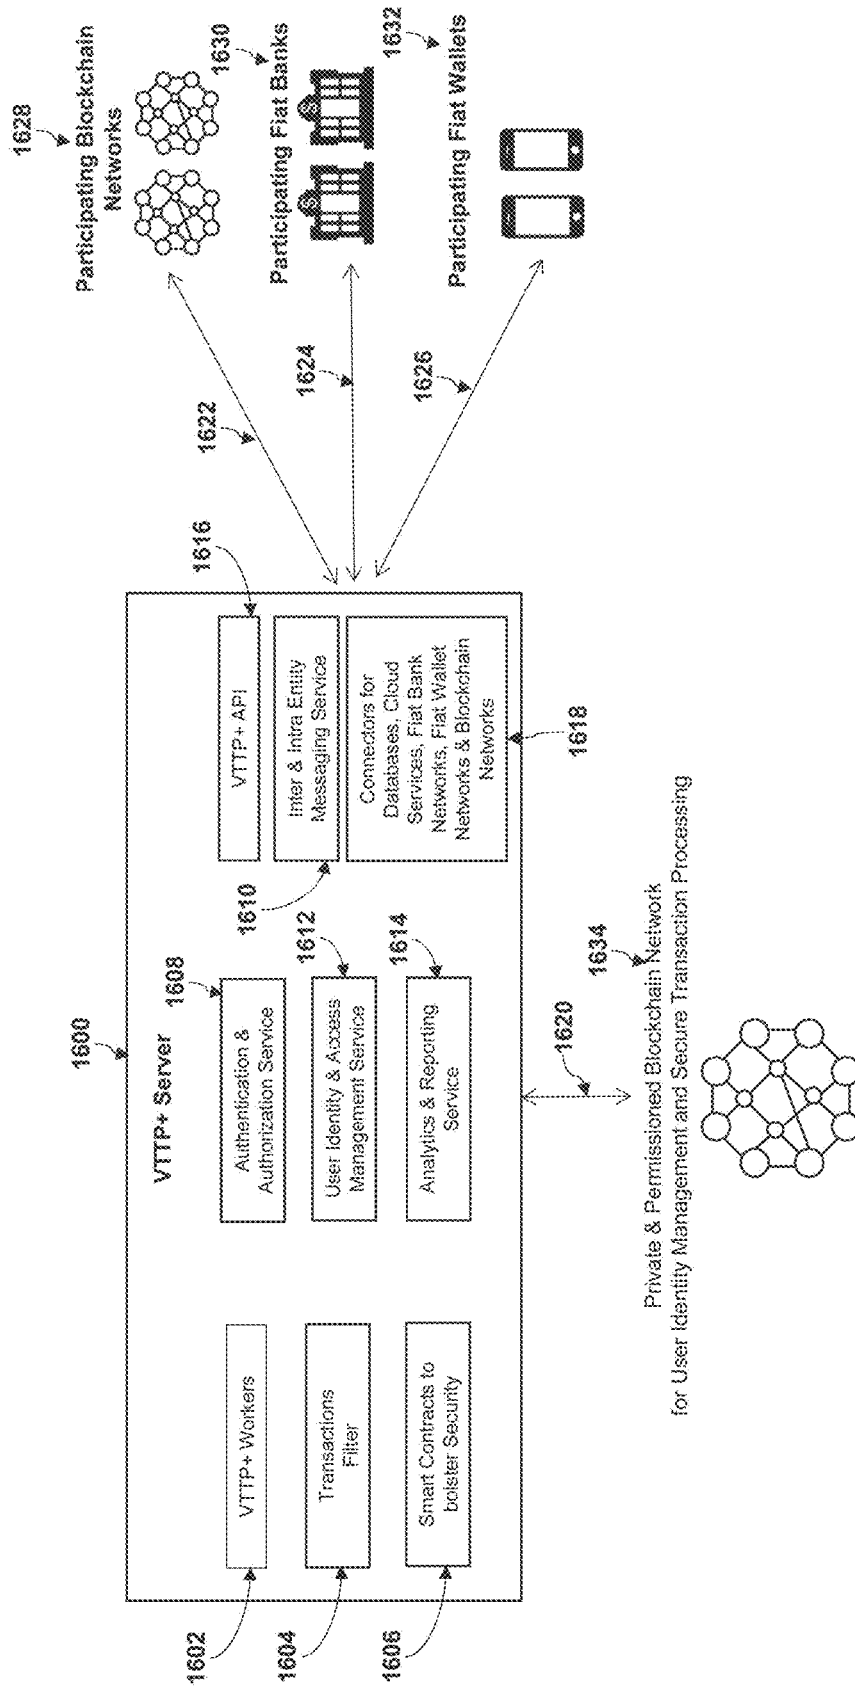 1600
VTTP+ Server
1602
VTTP+ Workers
1604
Transactions
Filter
1606
Smart Contracts to
bolster Security
1608
Authentication &
Authorization Service
1612
User Identity & Access
Management Service
1614
Analytics & Reporting
Service
1616
VTTP+ API
1610
Inter & Intra Entity
Messaging Service
Connectors for
Databases, Cloud
Services, Fiat Bank
Networks, Fiat Wallet
Networks & Blockchain
Networks
1618
1622
1624
1626
1628
Participating Blockchain
Networks
1630
Participating Fiat Banks
1632
Participating Fiat Wallets
1620
1634
Private & Permissioned Blockchain Network
for User Identity Management and Secure Transaction Processing